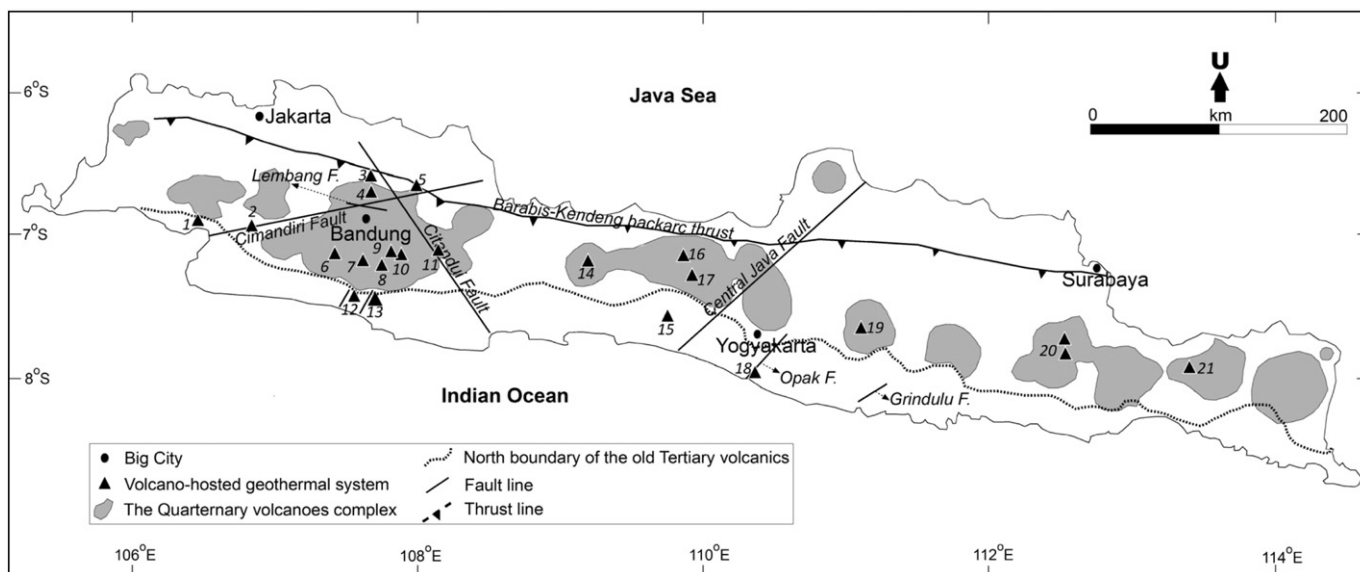 U
6°S
Java Sea
Jakarta
0 km 200
Lembang F.
3
4
5
7°S
1
2
Cimandiri Fault
Bandung
Barabis-Kendeng backarc thrust
Citandui Fault
Central Java Fault
Surabaya
6
7
8
9
10
11
12
13
14
15
16
17
Yogyakarta
18
19
20
21
8°S
Opak F.
Grindulu F.
Indian Ocean
Big City
Volcano-hosted geothermal system
The Quarternary volcanoes complex
North boundary of the old Tertiary volcanics
Fault line
Thrust line
106°E
108°E
110°E
112°E
114°E